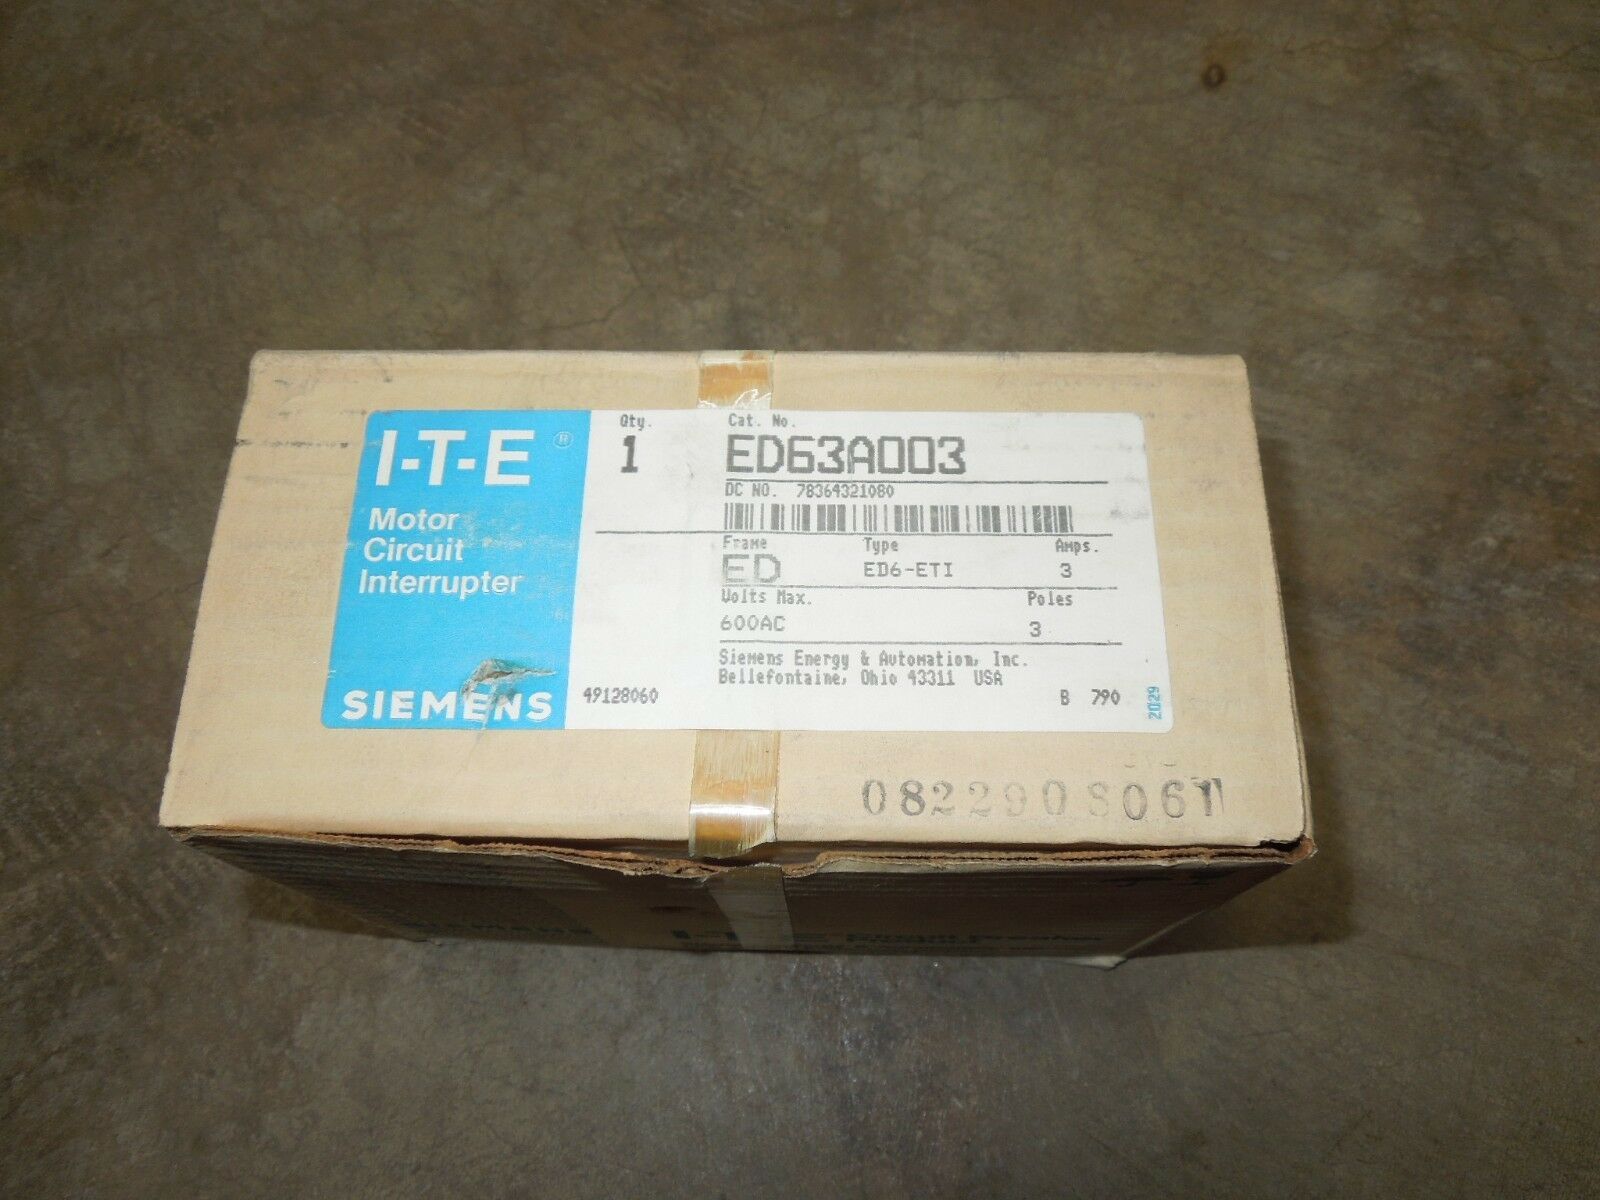 I-T-E ®
Motor
Circuit
Interrupter
SIEMENS
Qty.
1
Cat. No.
ED63A003
DC NO. 78364321080
Frame Type Amps.
ED ED6-ETI 3
Volts Max. Poles
600AC 3
Siemens Energy & Automation, Inc.
Bellefontaine, Ohio 43311 USA
49128060 B 790
2029
082290S061
I-T-E